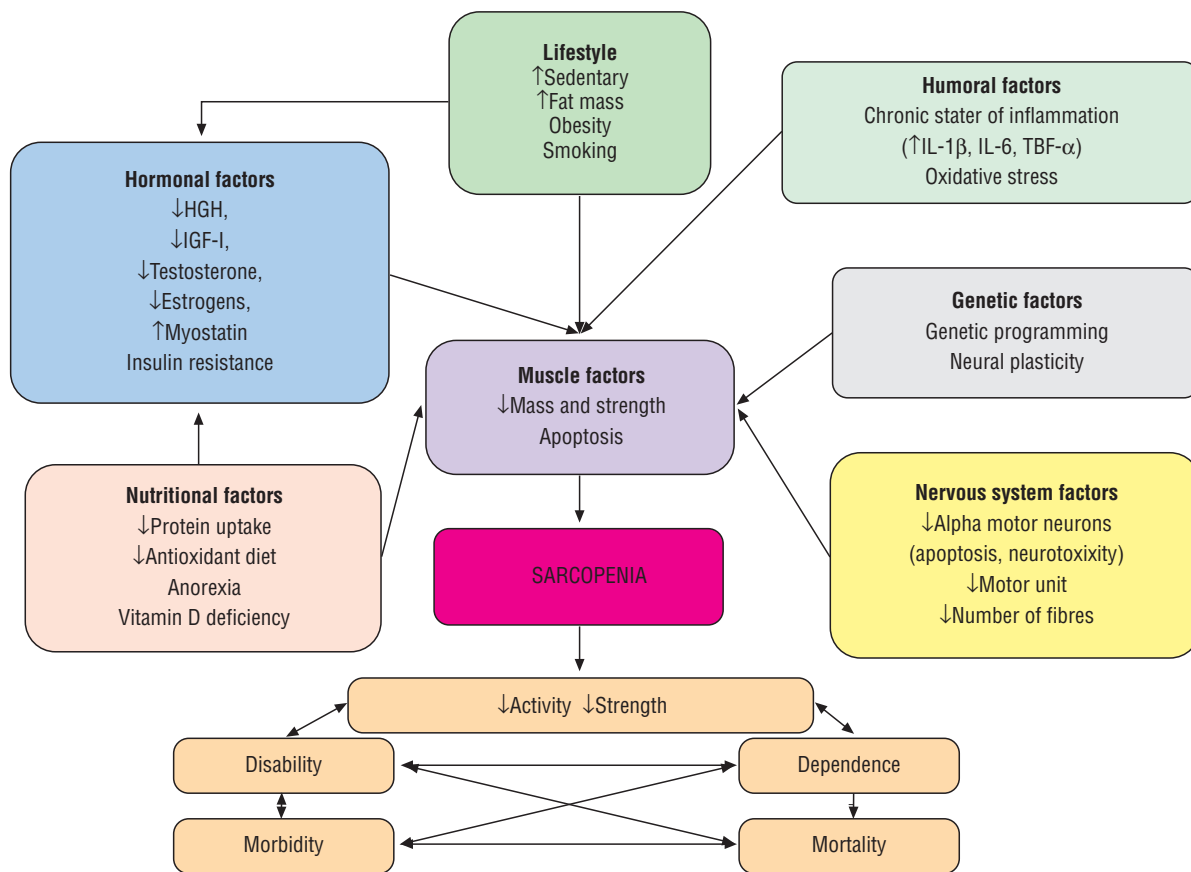 Lifestyle
↑Sedentary
↑Fat mass
Obesity
Smoking
Humoral factors
Chronic stater of inflammation
(↑IL-1β, IL-6, TBF-α)
Oxidative stress
Hormonal factors
↓HGH,
↓IGF-I,
↓Testosterone,
↓Estrogens,
↑Myostatin
Insulin resistance
Genetic factors
Genetic programming
Neural plasticity
Muscle factors
↓Mass and strength
Apoptosis
Nutritional factors
↓Protein uptake
↓Antioxidant diet
Anorexia
Vitamin D deficiency
Nervous system factors
↓Alpha motor neurons
(apoptosis, neurotoxixity)
↓Motor unit
↓Number of fibres
SARCOPENIA
↓Activity ↓Strength
Disability
Dependence
Morbidity
Mortality